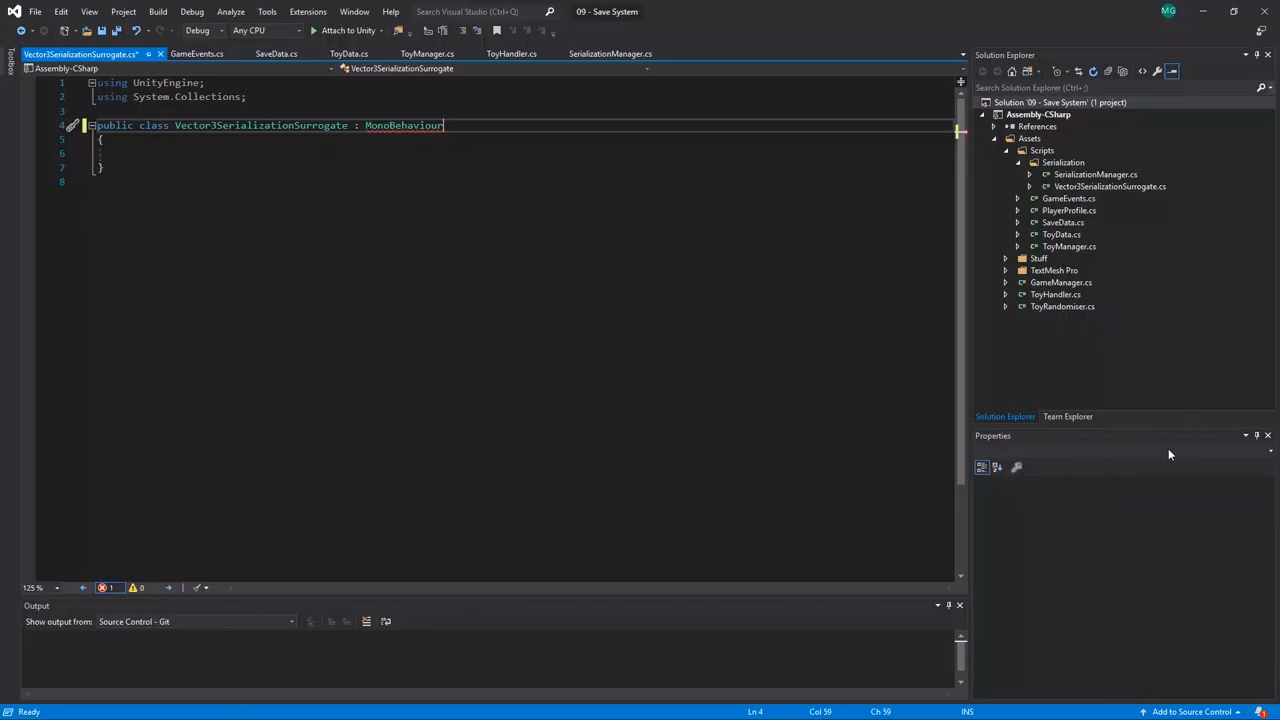 File Edit View Project Build Debug Analyze Tools Extensions Window Help Search Visual Studio (Ctrl+Q) 09 - Save System MG
Debug Any CPU Attach to Unity
Toolbox
Vector3SerializationSurrogate.cs* GameEvents.cs SaveData.cs ToyData.cs ToyManager.cs ToyHandler.cs SerializationManager.cs
Assembly-CSharp Vector3SerializationSurrogate
1 using UnityEngine;
2 using System.Collections;
3
4 public class Vector3SerializationSurrogate : MonoBehaviour
5 {
6
7 }
8
125 % 1 0
Output
Show output from: Source Control - Git
Solution Explorer
Search Solution Explorer (Ctrl+;)
Solution '09 - Save System' (1 project)
Assembly-CSharp
References
Assets
Scripts
Serialization
SerializationManager.cs
Vector3SerializationSurrogate.cs
GameEvents.cs
PlayerProfile.cs
SaveData.cs
ToyData.cs
ToyManager.cs
Stuff
TextMesh Pro
GameManager.cs
ToyHandler.cs
ToyRandomiser.cs
Solution Explorer Team Explorer
Properties
Ready Ln 4 Col 59 Ch 59 INS Add to Source Control 1